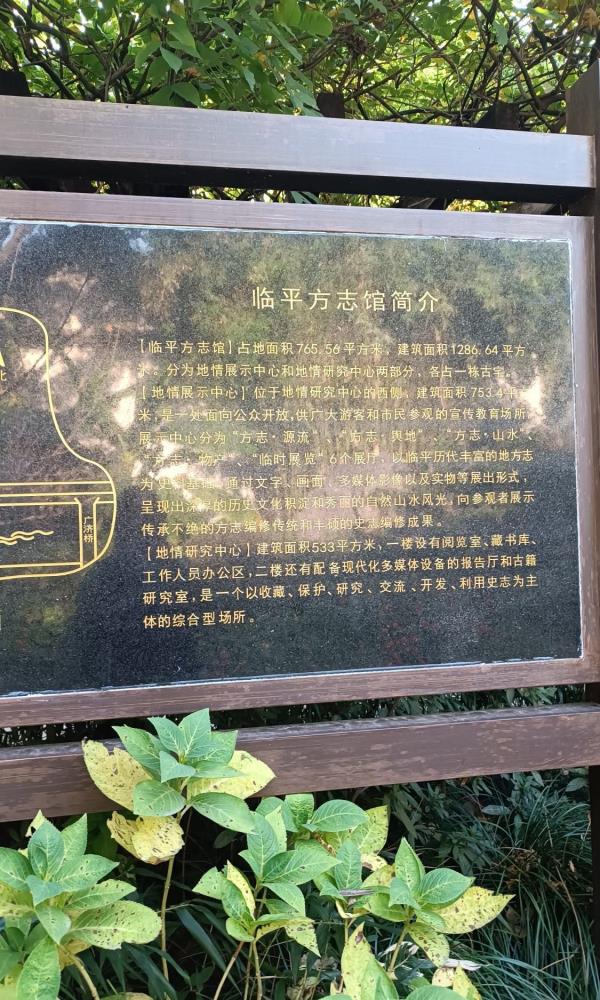 临平方志馆简介
【临平方志馆】占地面积765.56平方米，建筑面积1286.64平方
米。分为地情展示中心和地情研究中心两部分，各占一栋古宅。
【地情展示中心】位于地情研究中心的西侧，建筑面积753.4平方
米，是一处面向公众开放,供广大游客和市民参观的宣传教育场所。
展示中心分为“方志·源流”、“方志·舆地”、“方志·山水”、
“方志·物产”、“临时展览”6个展厅，以临平历代丰富的地方志
为史料基础，通过文字、画面、多媒体影像以及实物等展出形式，
呈现出深厚的历史文化积淀和秀丽的自然山水风光，向参观者展示
传承不绝的方志编修传统和丰硕的史志编修成果。
【地情研究中心】建筑面积533平方米，一楼设有阅览室、藏书库、
工作人员办公区，二楼还有配备现代化多媒体设备的报告厅和古籍
研究室，是一个以收藏、保护、研究、交流、开发、利用史志为主
体的综合型场所。
北
广济桥